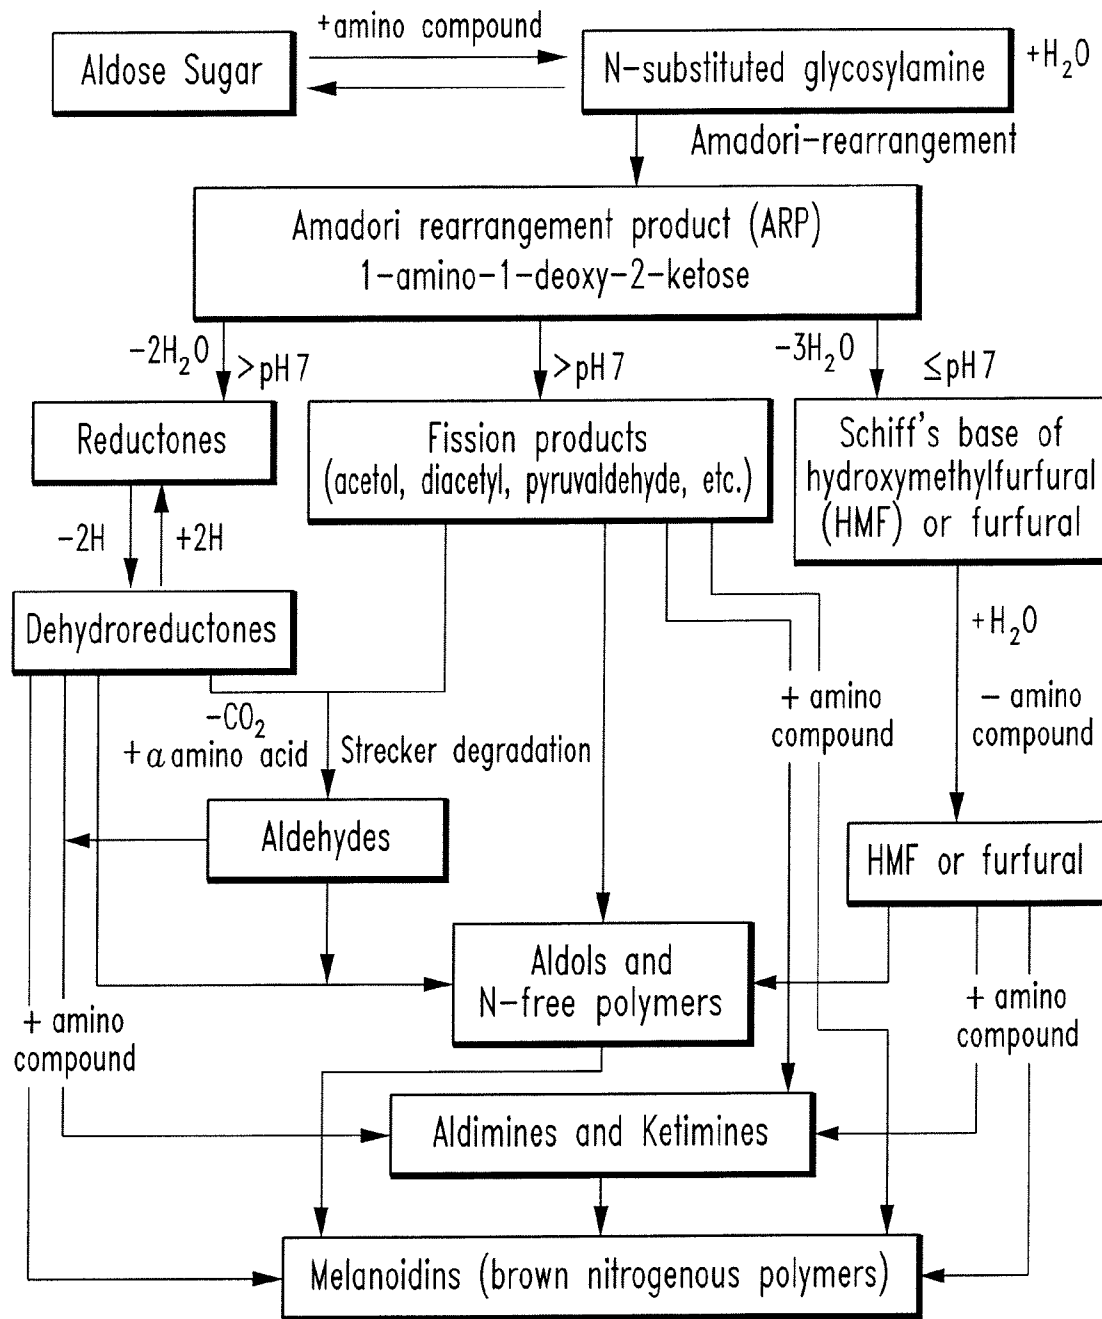 +amino compound
Aldose Sugar
N-substituted glycosylamine
+H₂O
Amadori-rearrangement
Amadori rearrangement product (ARP)
1-amino-1-deoxy-2-ketose
-2H₂O
>pH 7
>pH 7
-3H₂O
≤pH 7
Reductones
Fission products
(acetol, diacetyl, pyruvaldehyde, etc.)
Schiff's base of
hydroxymethylfurfural
(HMF) or furfural
-2H
+2H
Dehydroreductones
+H₂O
-CO₂
+ α amino acid
Strecker degradation
+ amino
compound
- amino
compound
Aldehydes
HMF or furfural
Aldols and
N-free polymers
+ amino
compound
+ amino
compound
Aldimines and Ketimines
Melanoidins (brown nitrogenous polymers)